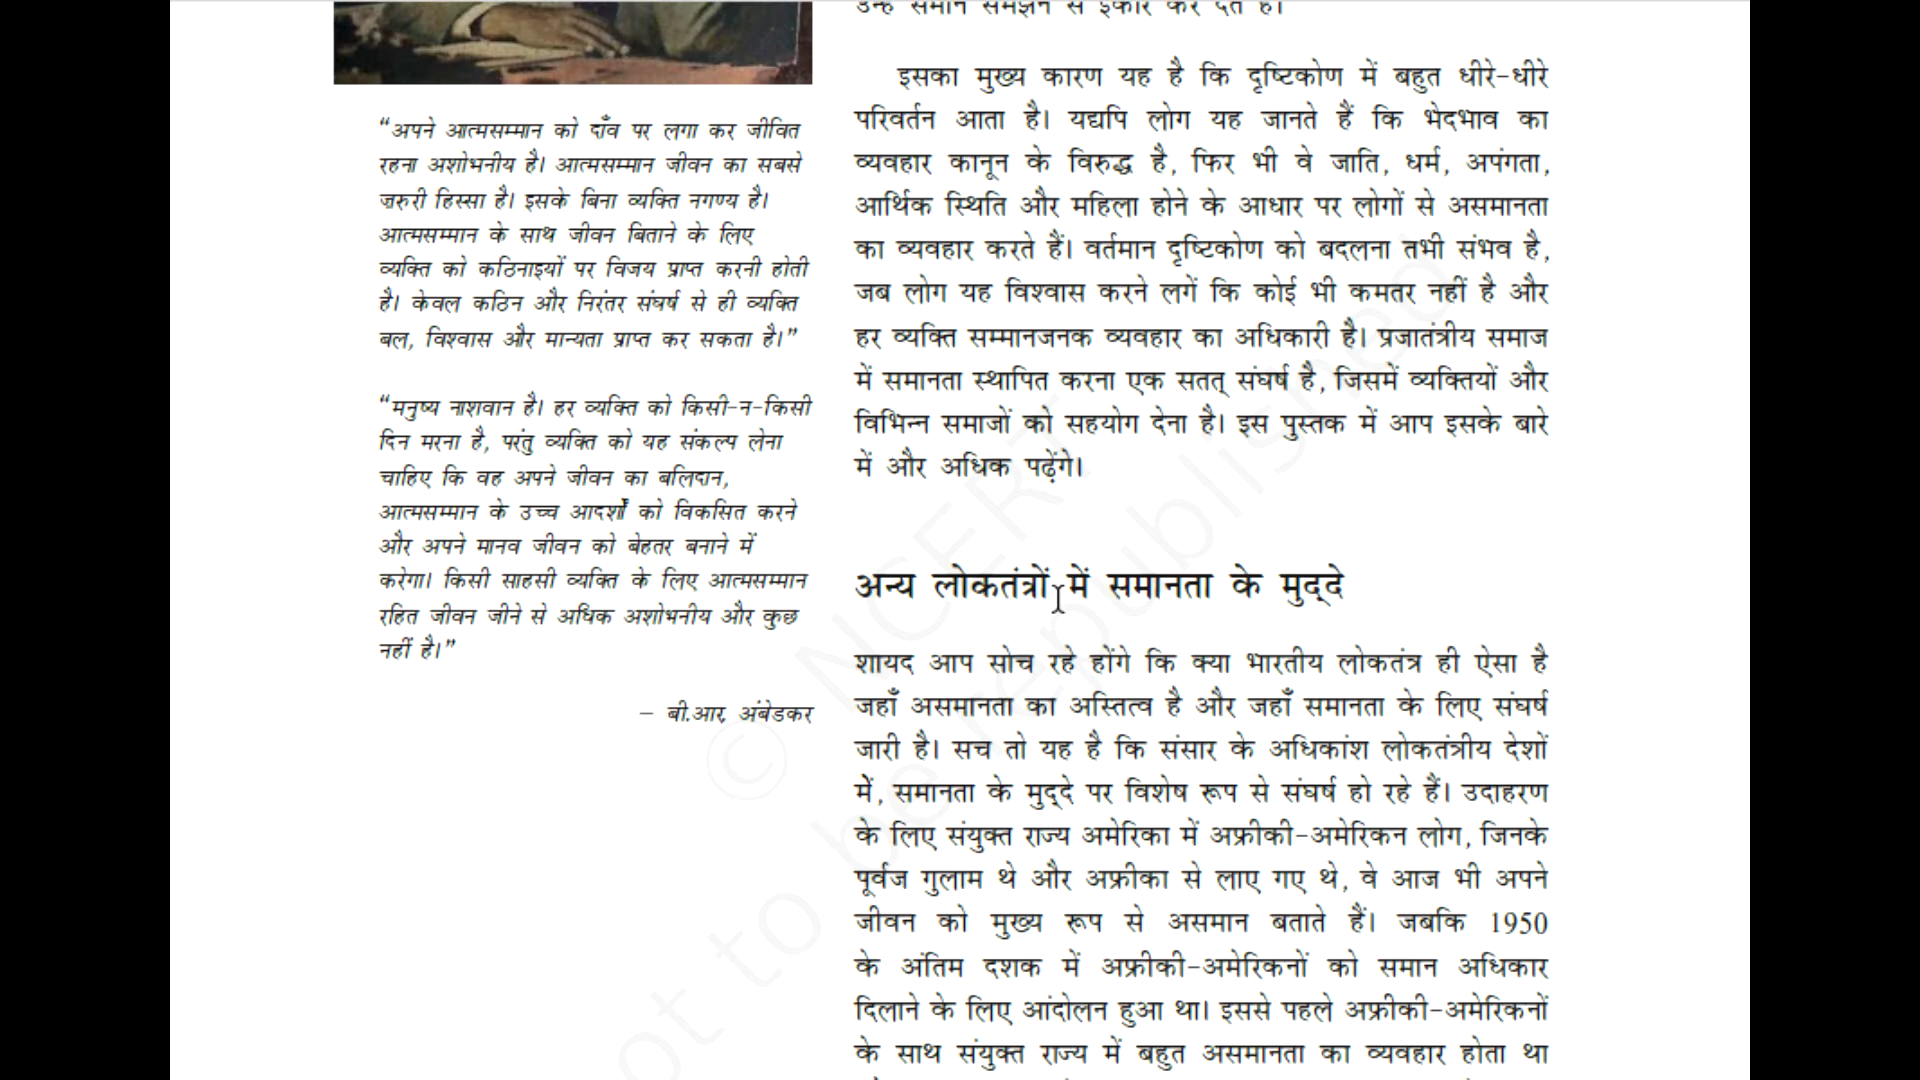 “अपने आत्मसम्मान को दाँव पर लगा कर जीवित
रहना अशोभनीय है। आत्मसम्मान जीवन का सबसे
ज़रुरी हिस्सा है। इसके बिना व्यक्ति नगण्य है।
आत्मसम्मान के साथ जीवन बिताने के लिए
व्यक्ति को कठिनाइयों पर विजय प्राप्त करनी होती
है। केवल कठिन और निरंतर संघर्ष से ही व्यक्ति
बल, विश्वास और मान्यता प्राप्त कर सकता है।”
“मनुष्य नाशवान है। हर व्यक्ति को किसी-न-किसी
दिन मरना है, परंतु व्यक्ति को यह संकल्प लेना
चाहिए कि वह अपने जीवन का बलिदान,
आत्मसम्मान के उच्च आदर्शों को विकसित करने
और अपने मानव जीवन को बेहतर बनाने में
करेगा। किसी साहसी व्यक्ति के लिए आत्मसम्मान
रहित जीवन जीने से अधिक अशोभनीय और कुछ
नहीं है।”
– बी.आर. अंबेडकर
उन्हें समान समझने से इंकार कर देते हैं।
इसका मुख्य कारण यह है कि दृष्टिकोण में बहुत धीरे-धीरे
परिवर्तन आता है। यद्यपि लोग यह जानते हैं कि भेदभाव का
व्यवहार कानून के विरुद्ध है, फिर भी वे जाति, धर्म, अपंगता,
आर्थिक स्थिति और महिला होने के आधार पर लोगों से असमानता
का व्यवहार करते हैं। वर्तमान दृष्टिकोण को बदलना तभी संभव है,
जब लोग यह विश्वास करने लगें कि कोई भी कमतर नहीं है और
हर व्यक्ति सम्मानजनक व्यवहार का अधिकारी है। प्रजातंत्रीय समाज
में समानता स्थापित करना एक सतत् संघर्ष है, जिसमें व्यक्तियों और
विभिन्न समाजों को सहयोग देना है। इस पुस्तक में आप इसके बारे
में और अधिक पढ़ेंगे।
अन्य लोकतंत्रों में समानता के मुद्दे
शायद आप सोच रहे होंगे कि क्या भारतीय लोकतंत्र ही ऐसा है
जहाँ असमानता का अस्तित्व है और जहाँ समानता के लिए संघर्ष
जारी है। सच तो यह है कि संसार के अधिकांश लोकतंत्रीय देशों
में, समानता के मुद्दे पर विशेष रूप से संघर्ष हो रहे हैं। उदाहरण
के लिए संयुक्त राज्य अमेरिका में अफ्रीकी-अमेरिकन लोग, जिनके
पूर्वज गुलाम थे और अफ्रीका से लाए गए थे, वे आज भी अपने
जीवन को मुख्य रूप से असमान बताते हैं। जबकि 1950
के अंतिम दशक में अफ्रीकी-अमेरिकनों को समान अधिकार
दिलाने के लिए आंदोलन हुआ था। इससे पहले अफ्रीकी-अमेरिकनों
के साथ संयुक्त राज्य में बहुत असमानता का व्यवहार होता था
© NCERT
not to be republished